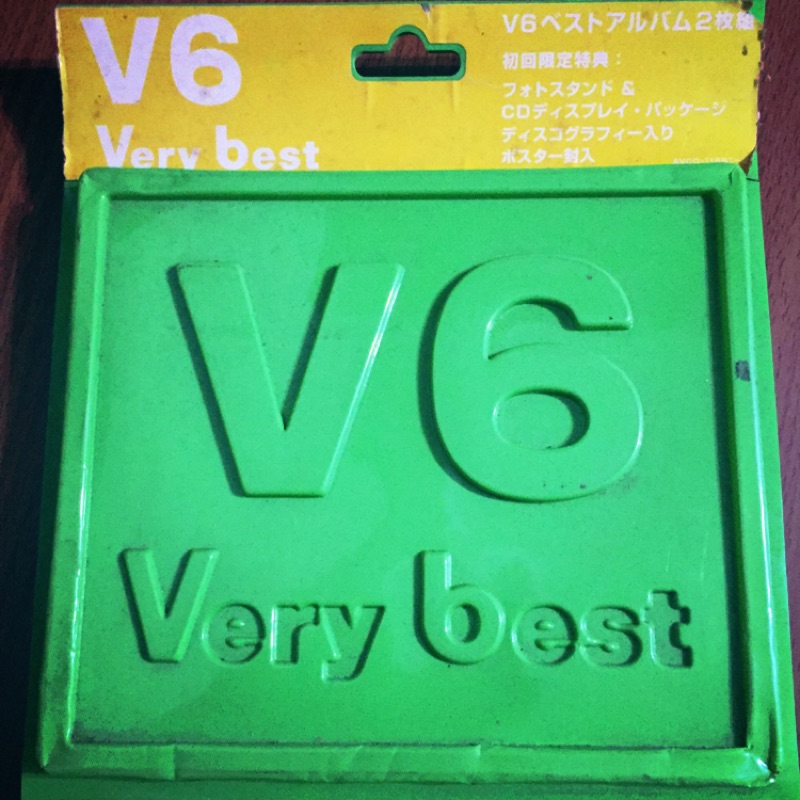 V6
Very best
V6ベストアルバム2枚組
初回限定特典：
フォトスタンド &
CDディスプレイ・パッケージ
ディスコグラフィー入り
ポスター封入
V6
Very best